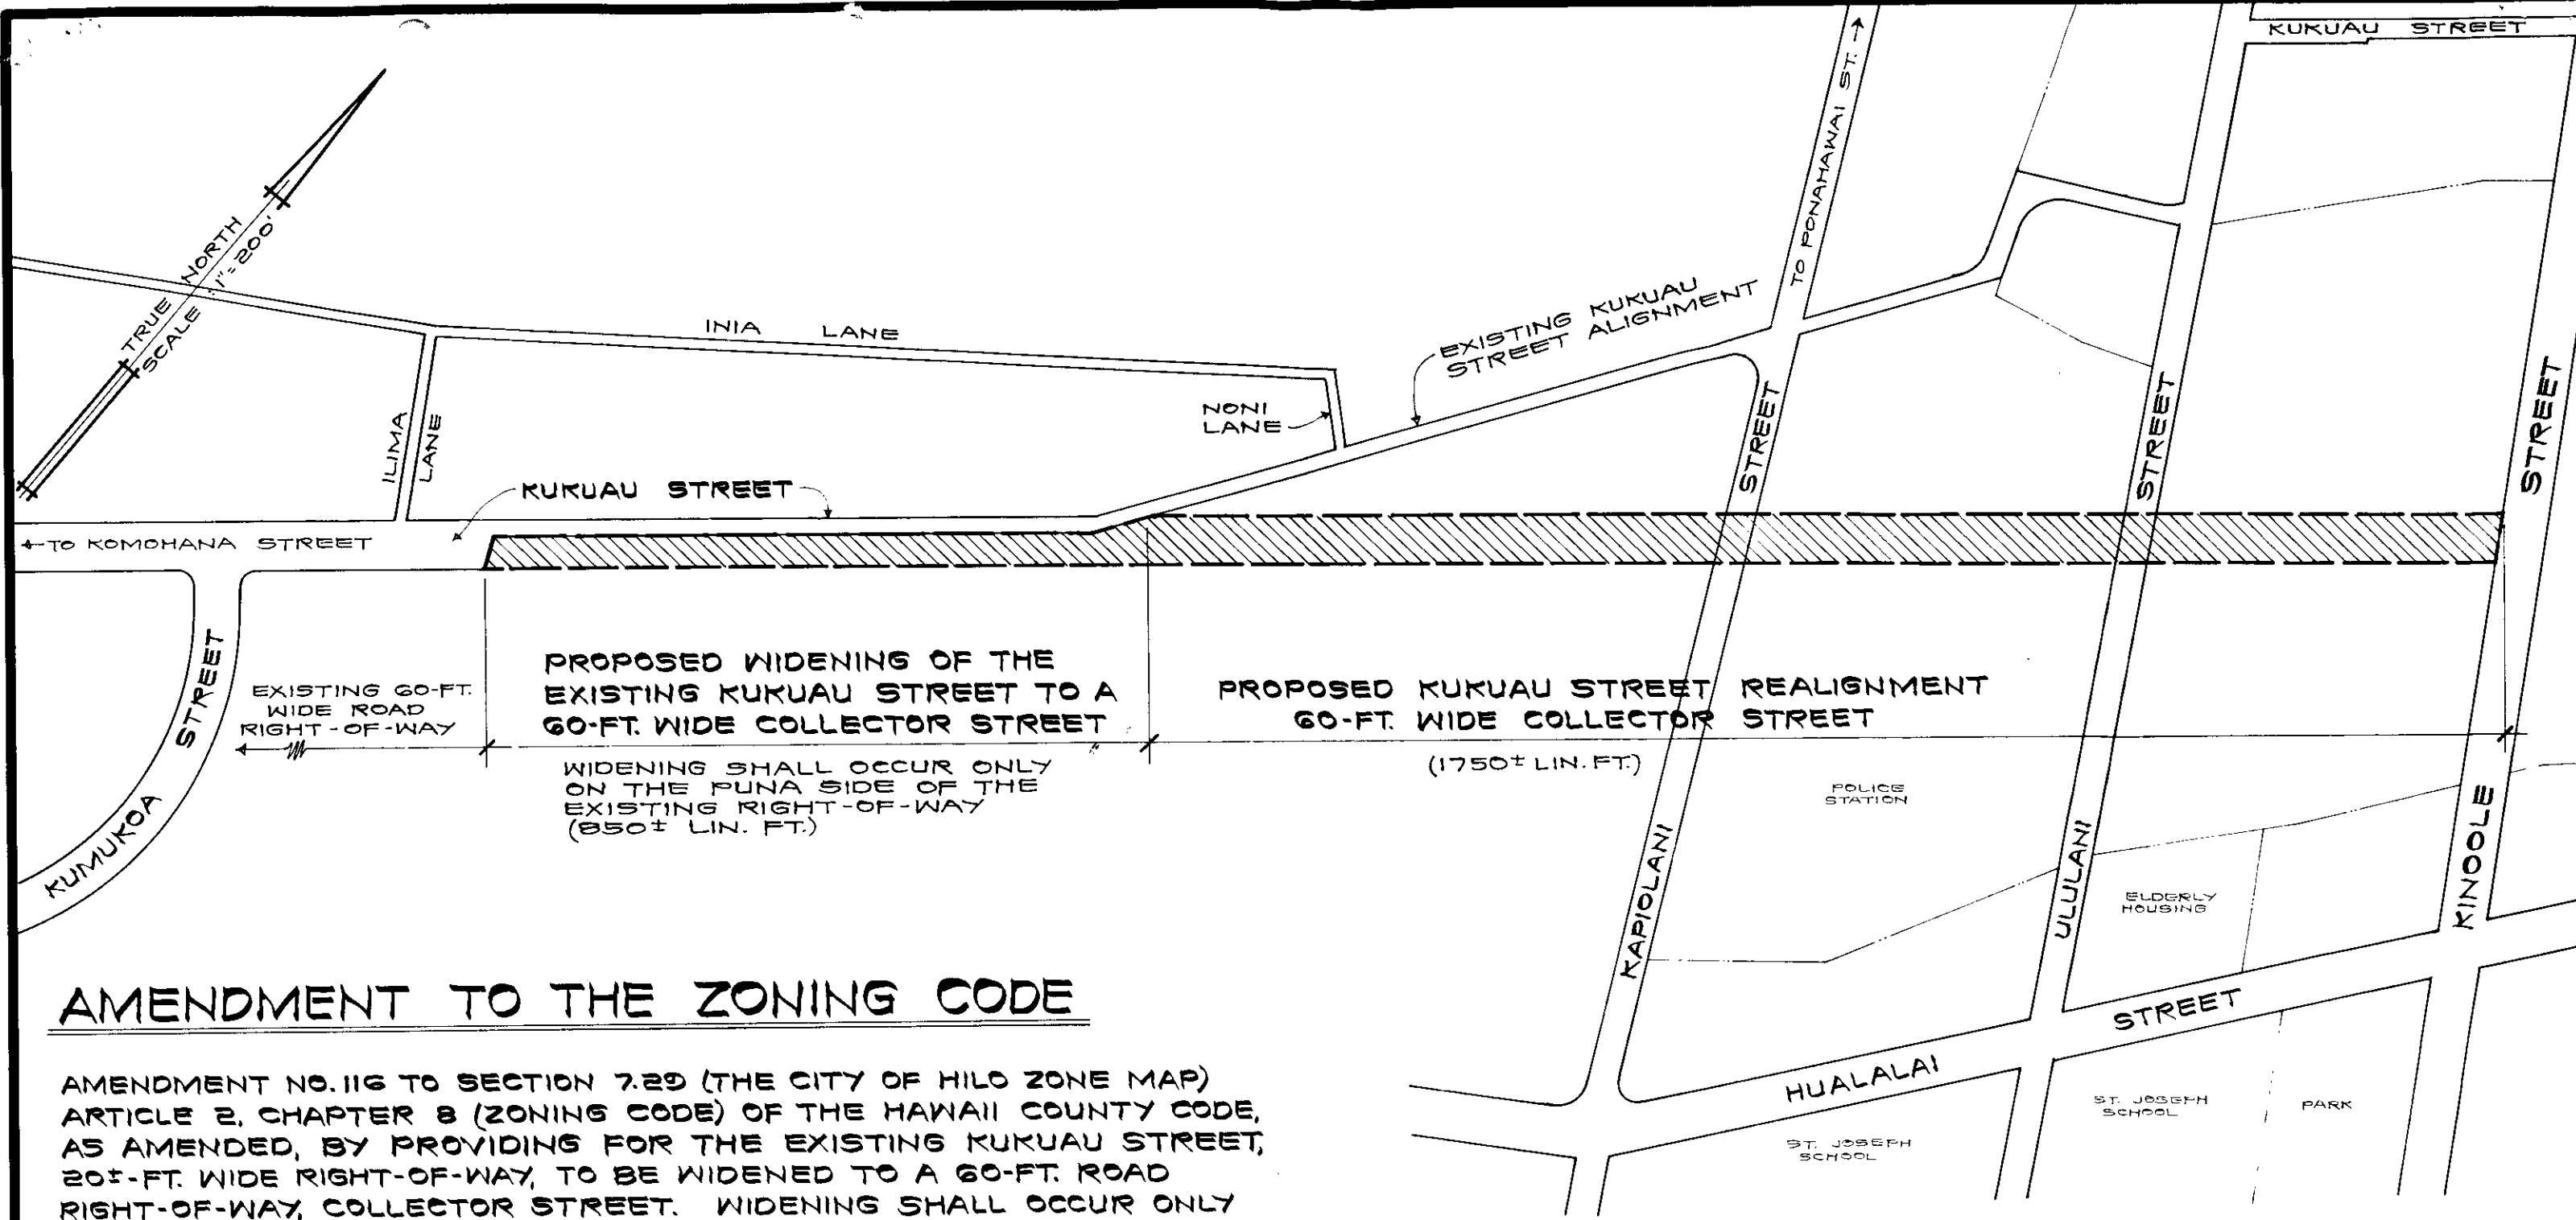 KUKUAU STREET
TO PONAHAWAI ST.
TRUE NORTH
SCALE : 1"=200'
INIA LANE
EXISTING KUKUAU
STREET ALIGNMENT
NONI
LANE
ILIMA
LANE
KUKUAU STREET
STREET
STREET
STREET
TO KOMOHANA STREET
KUMUKOA STREET
EXISTING 60-FT.
WIDE ROAD
RIGHT-OF-WAY
PROPOSED WIDENING OF THE
EXISTING KUKUAU STREET TO A
60-FT. WIDE COLLECTOR STREET
WIDENING SHALL OCCUR ONLY
ON THE PUNA SIDE OF THE
EXISTING RIGHT-OF-WAY
(850± LIN. FT.)
PROPOSED KUKUAU STREET REALIGNMENT
60-FT. WIDE COLLECTOR STREET
(1750± LIN. FT.)
POLICE
STATION
KAPIOLANI
ULULANI
ELDERLY
HOUSING
KINOOLE
HUALALAI STREET
ST. JOSEPH
SCHOOL
PARK
ST. JOSEPH
SCHOOL
AMENDMENT TO THE ZONING CODE
AMENDMENT NO. 116 TO SECTION 7.29 (THE CITY OF HILO ZONE MAP)
ARTICLE 2, CHAPTER 8 (ZONING CODE) OF THE HAWAII COUNTY CODE,
AS AMENDED, BY PROVIDING FOR THE EXISTING KUKUAU STREET,
20±-FT. WIDE RIGHT-OF-WAY, TO BE WIDENED TO A 60-FT. ROAD
RIGHT-OF-WAY, COLLECTOR STREET. WIDENING SHALL OCCUR ONLY